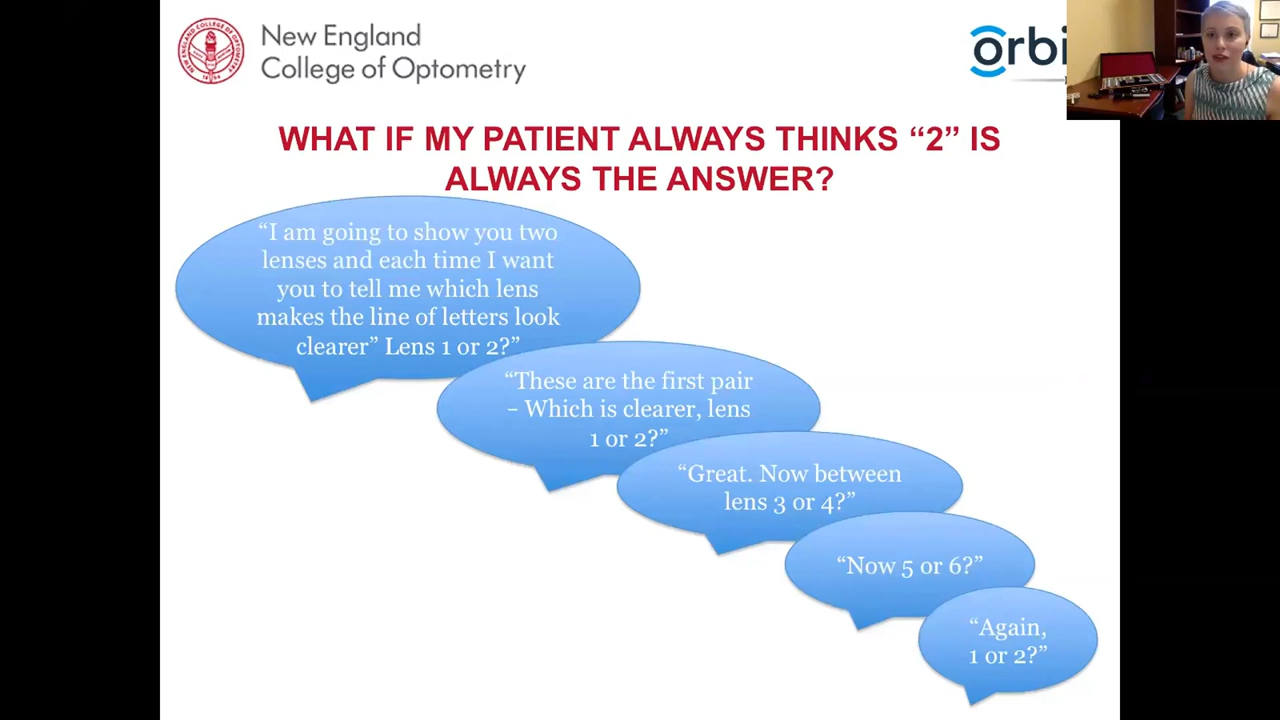 New England
College of Optometry
orbi
WHAT IF MY PATIENT ALWAYS THINKS “2” IS
ALWAYS THE ANSWER?
“I am going to show you two
lenses and each time I want
you to tell me which lens
makes the line of letters look
clearer” Lens 1 or 2?”
“These are the first pair
– Which is clearer, lens
1 or 2?”
“Great. Now between
lens 3 or 4?”
“Now 5 or 6?”
“Again,
1 or 2?”